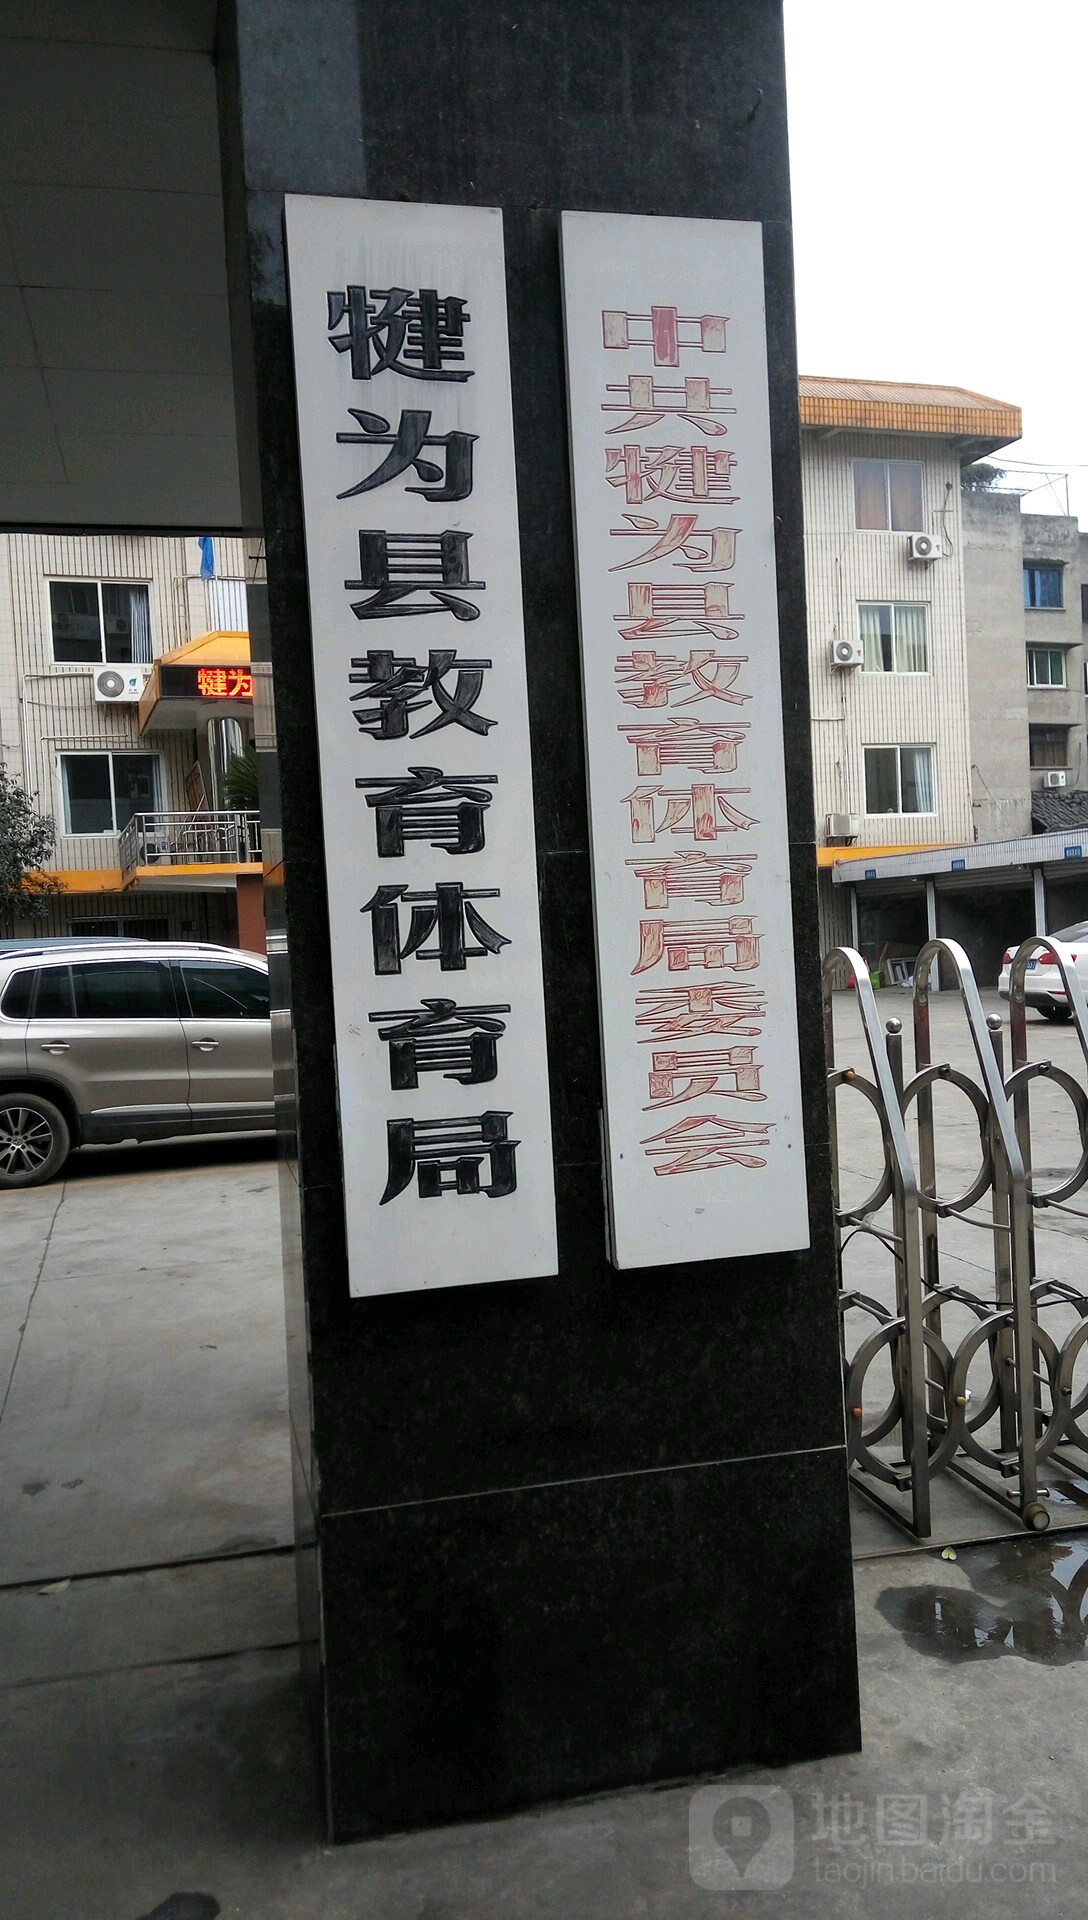 犍为县教育体育局
中共犍为县教育体育局委员会
犍为
地图淘金
taojin.baidu.com